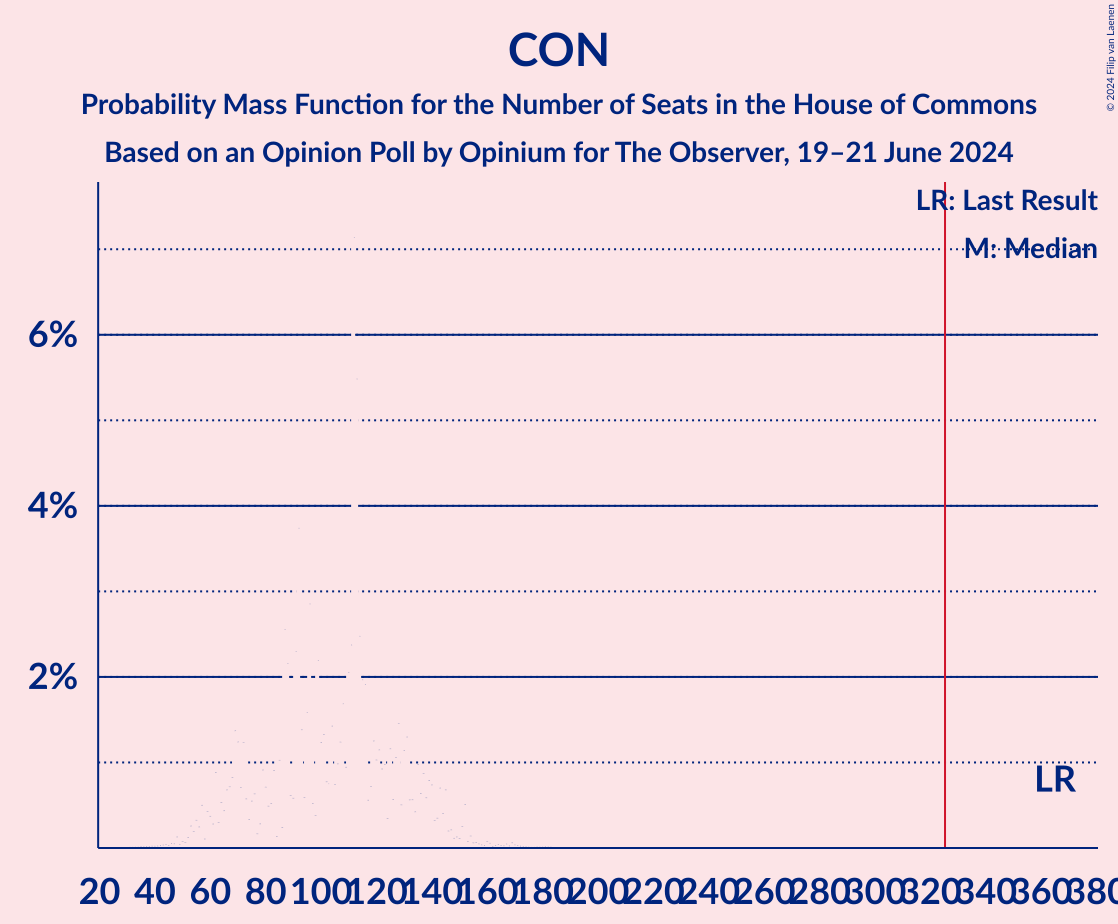 CON
Probability Mass Function for the Number of Seats in the House of Commons
Based on an Opinion Poll by Opinium for The Observer, 19–21 June 2024
© 2024 Filip van Laenen
LR: Last Result
M: Median
6%
4%
2%
LR
20 40 60 80 100 120 140 160 180 200 220 240 260 280 300 320 340 360 380